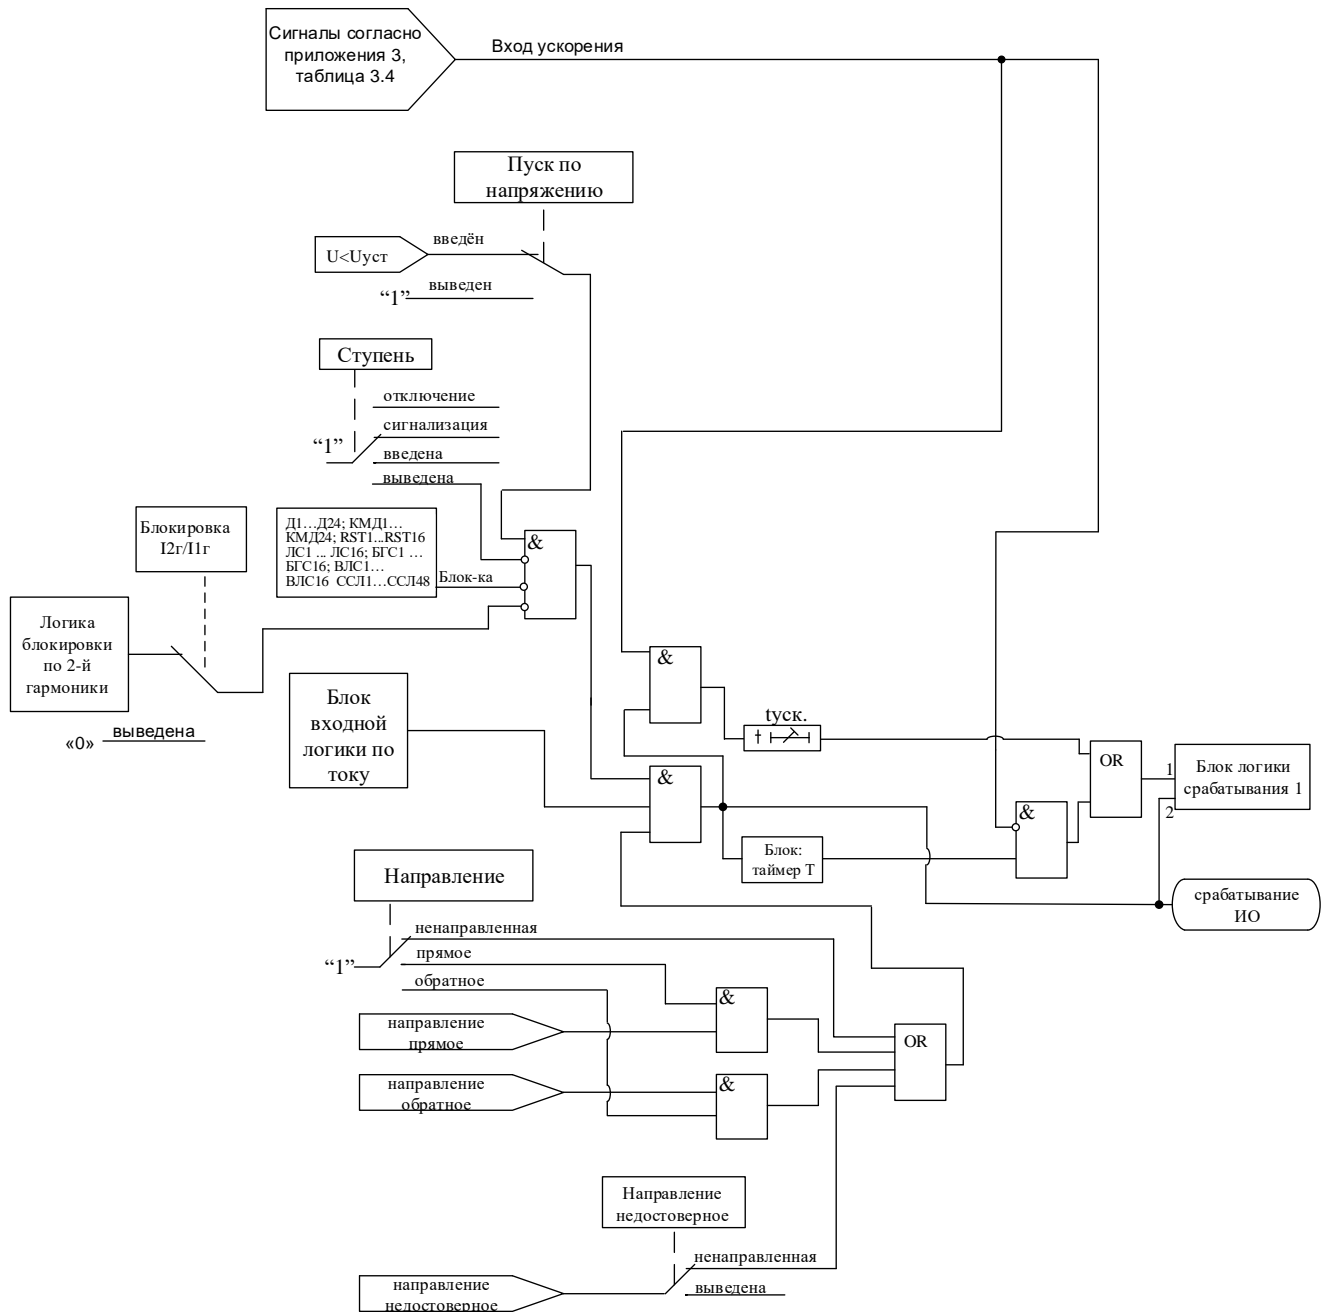 Сигналы согласно
приложения 3,
таблица 3.4
Вход ускорения
Пуск по
напряжению
введён
U<Uуст
“1”
выведен
Ступень
отключение
сигнализация
“1”
введена
выведена
Блокировка
I2г/I1г
Д1…Д24; КМД1…
КМД24; RST1...RST16
ЛС1 ... ЛС16; БГС1 …
БГС16; ВЛС1…
ВЛС16 ССЛ1…ССЛ48
Блок-ка
&
Логика
блокировки
по 2-й
гармоники
«0»
выведена
Блок
входной
логики по
току
&
tуск.
&
OR
1
2
Блок логики
срабатывания 1
&
Блок:
таймер Т
срабатывание
ИО
Направление
ненаправленная
“1”
прямое
обратное
&
направление
прямое
OR
&
направление
обратное
Направление
недостоверное
ненаправленная
выведена
направление
недостоверное